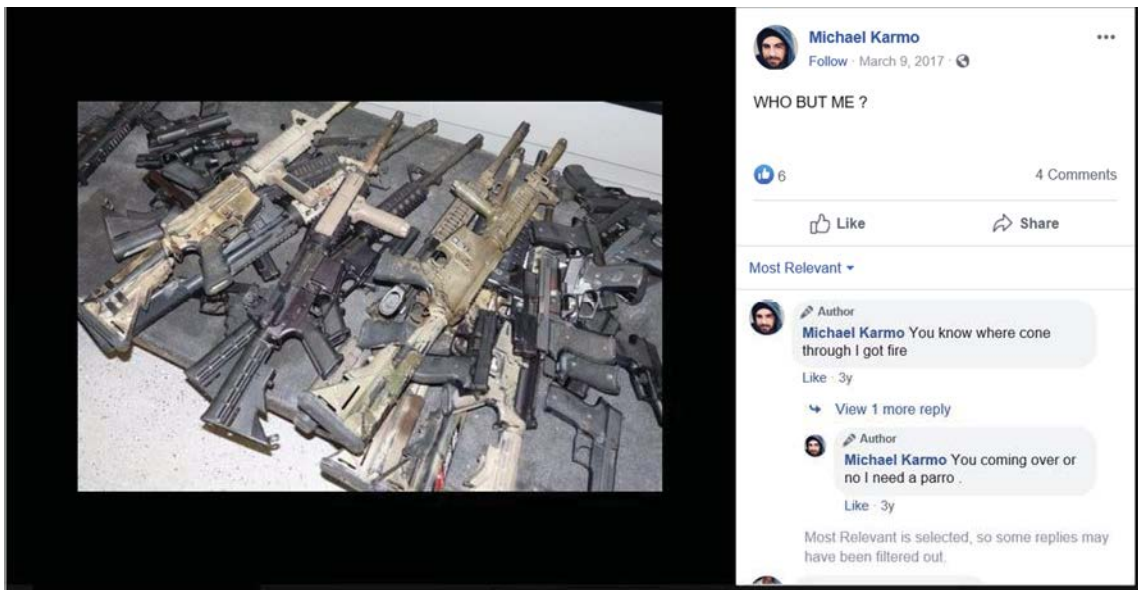 Michael Karmo
Follow · March 9, 2017 ·
WHO BUT ME ?
6
4 Comments
Like
Share
Most Relevant
Author
Michael Karmo You know where cone
through I got fire
Like · 3y
View 1 more reply
Author
Michael Karmo You coming over or
no I need a parro .
Like · 3y
Most Relevant is selected, so some replies may
have been filtered out.